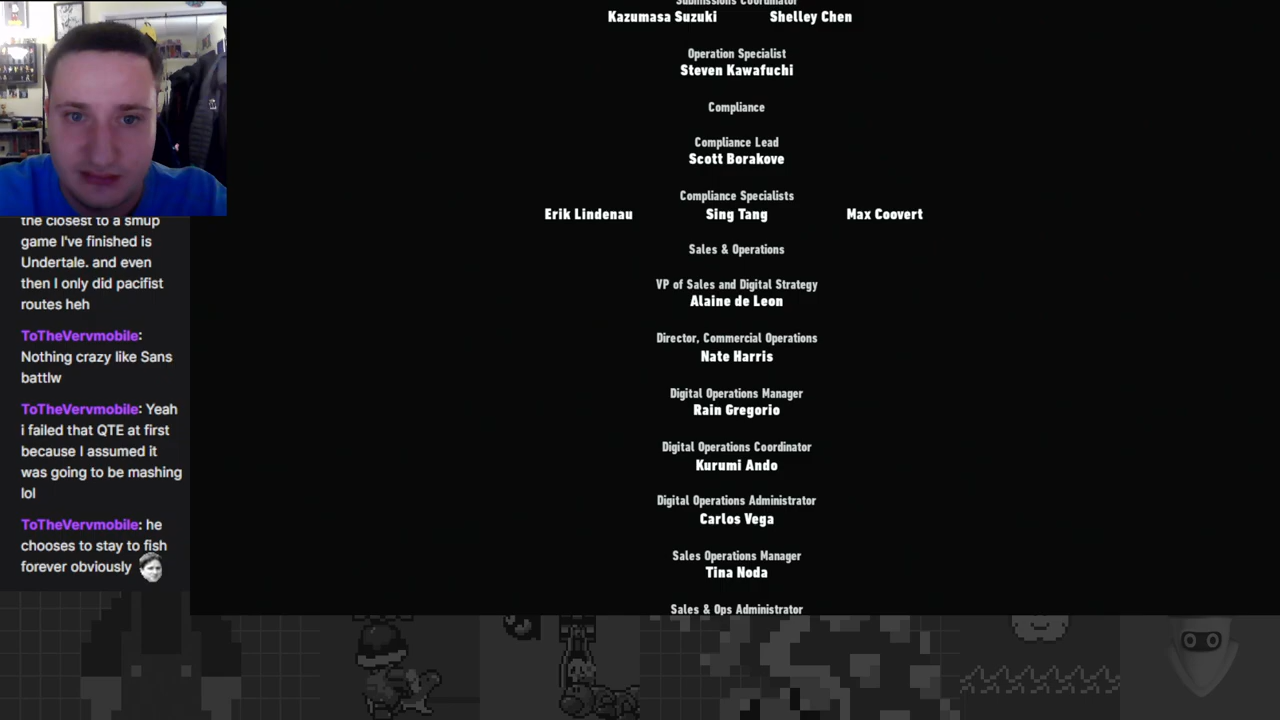 Submissions Coordinator
Kazumasa Suzuki Shelley Chen
Operation Specialist
Steven Kawafuchi
Compliance
Compliance Lead
Scott Borakove
Compliance Specialists
Erik Lindenau Sing Tang Max Coovert
Sales & Operations
VP of Sales and Digital Strategy
Alaine de Leon
Director, Commercial Operations
Nate Harris
Digital Operations Manager
Rain Gregorio
Digital Operations Coordinator
Kurumi Ando
Digital Operations Administrator
Carlos Vega
Sales Operations Manager
Tina Noda
Sales & Ops Administrator
the closest to a smup
game I've finished is
Undertale. and even
then I only did pacifist
routes heh
ToTheVervmobile:
Nothing crazy like Sans
battlw
ToTheVervmobile: Yeah
i failed that QTE at first
because I assumed it
was going to be mashing
lol
ToTheVervmobile: he
chooses to stay to fish
forever obviously